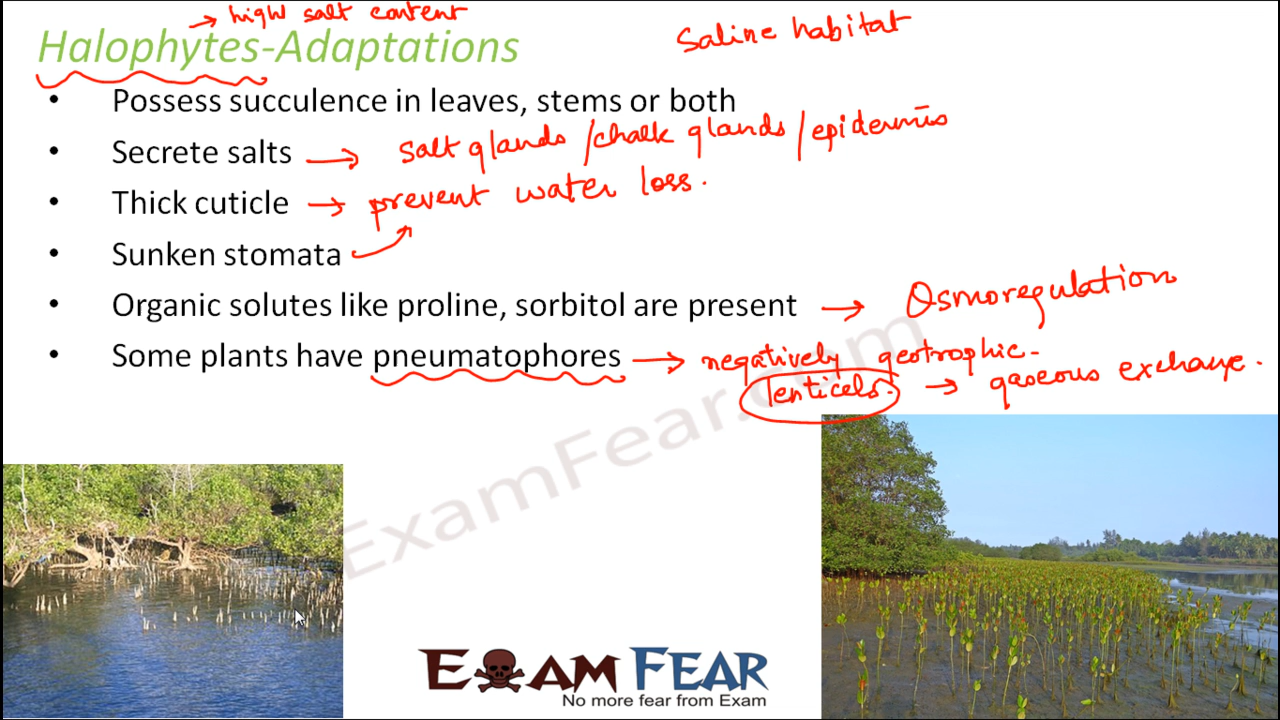 → high salt content
Halophytes-Adaptations
Saline habitat
• Possess succulence in leaves, stems or both
• Secrete salts → salt glands / chalk glands / epidermis
• Thick cuticle → prevent water loss.
• Sunken stomata
• Organic solutes like proline, sorbitol are present → Osmoregulation
• Some plants have pneumatophores → negatively geotrophic-
lenticels. → gaseous exchange.
ExamFear.com
EXAM FEAR
No more fear from Exam